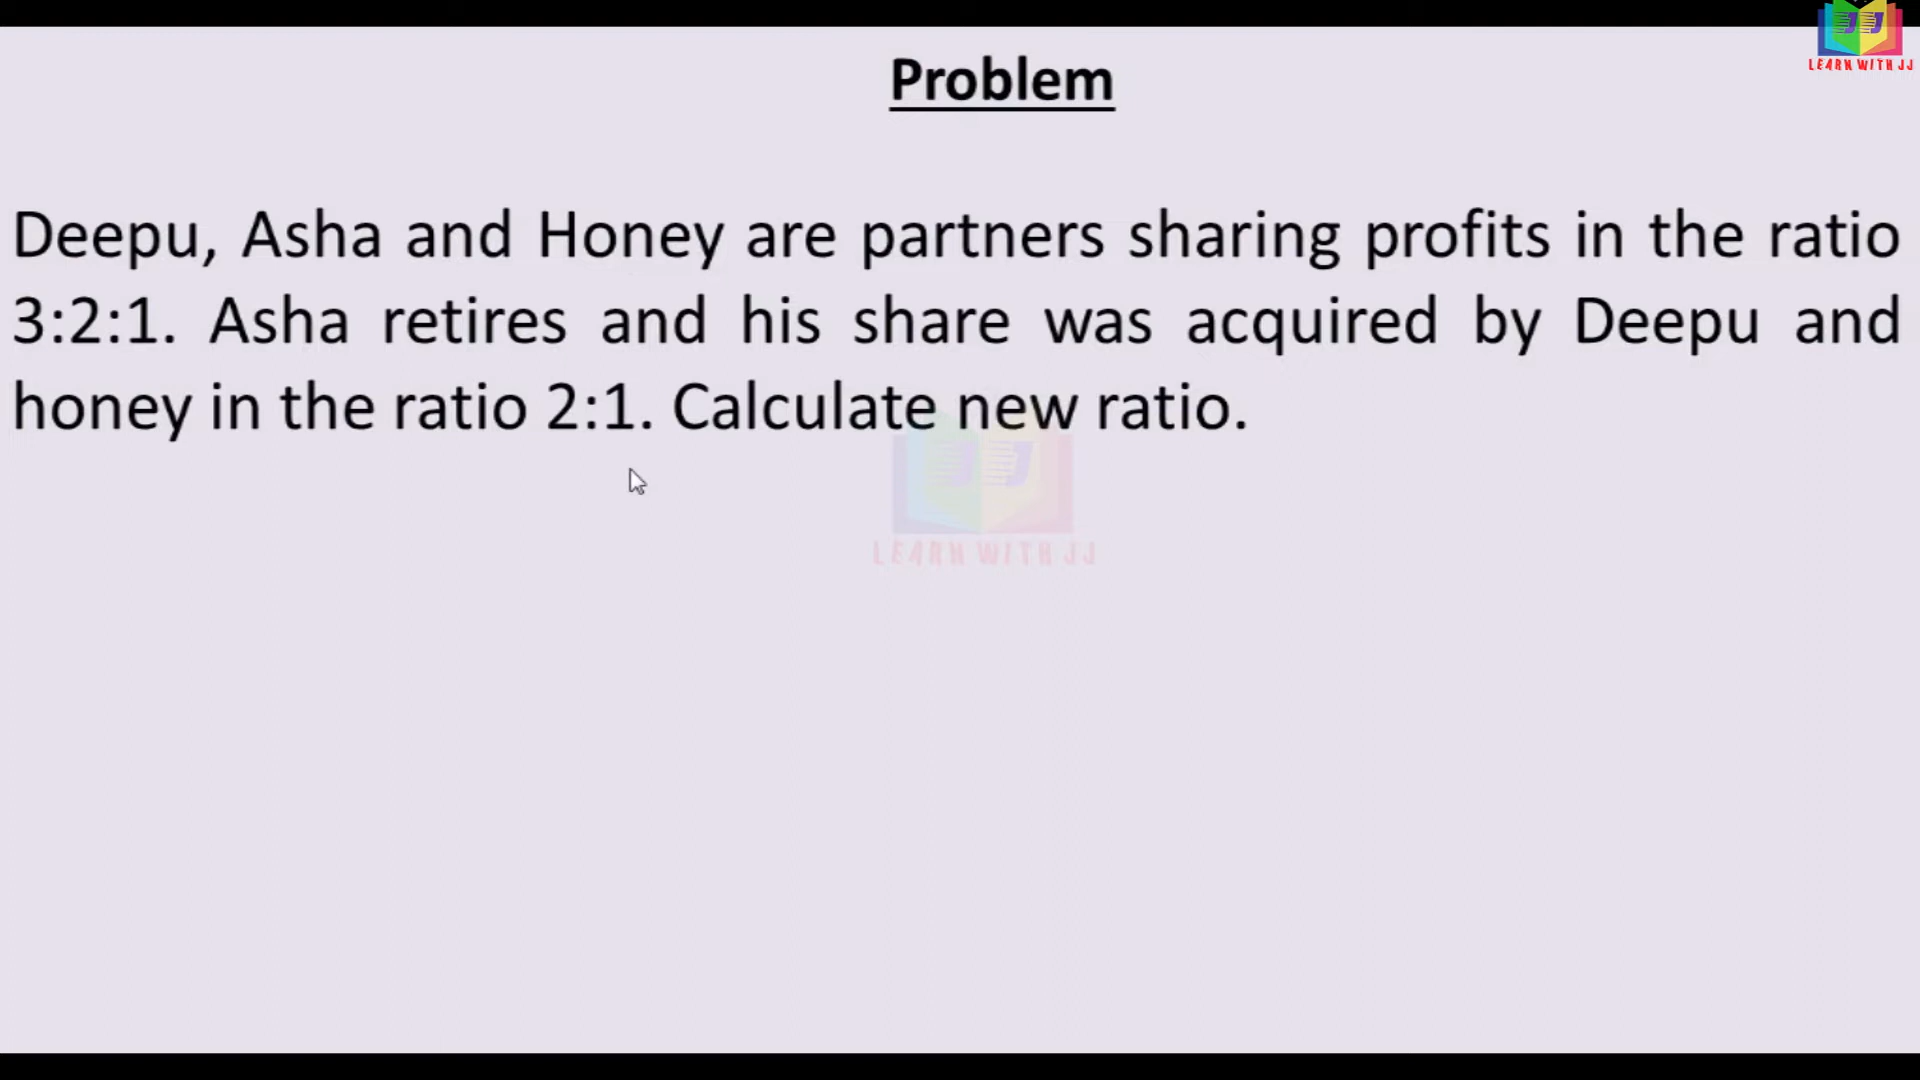 LEARN WITH JJ
Problem
Deepu, Asha and Honey are partners sharing profits in the ratio
3:2:1. Asha retires and his share was acquired by Deepu and
honey in the ratio 2:1. Calculate new ratio.
LEARN WITH JJ